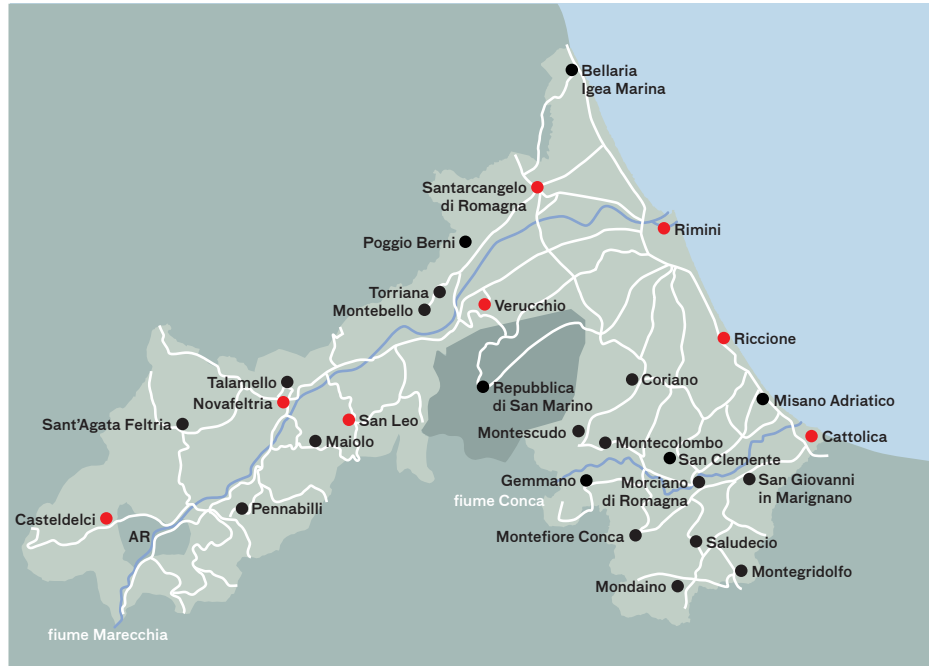 Bellaria
Igea Marina
Santarcangelo
di Romagna
Rimini
Poggio Berni
Torriana
Montebello
Verucchio
Riccione
Talamello
Novafeltria
Repubblica
di San Marino
Coriano
Misano Adriatico
Sant'Agata Feltria
San Leo
Maiolo
Montescudo
Montecolombo
Cattolica
San Clemente
Gemmano
Morciano
di Romagna
San Giovanni
in Marignano
fiume Conca
Pennabilli
Casteldelci
AR
Montefiore Conca
Saludecio
Montegridolfo
Mondaino
fiume Marecchia